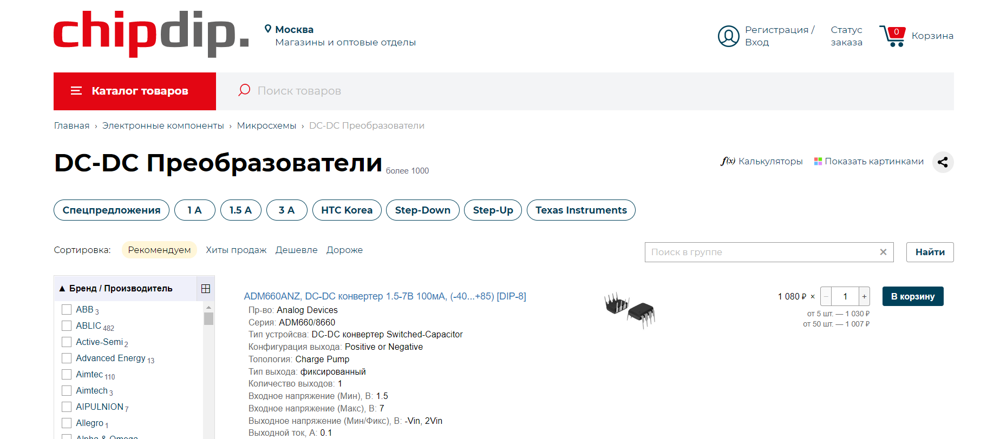 chipdip.
Москва
Магазины и оптовые отделы
Регистрация /
Вход
Статус
заказа
0
Корзина
Каталог товаров
Поиск товаров
Главная › Электронные компоненты › Микросхемы › DC-DC Преобразователи
DC-DC Преобразователи более 1000
f(x) Калькуляторы
Показать картинками
Спецпредложения
1 А
1.5 А
3 А
HTC Korea
Step-Down
Step-Up
Texas Instruments
Сортировка: Рекомендуем Хиты продаж Дешевле Дороже
Поиск в группе ✕
Найти
▲ Бренд / Производитель
ABB 3
ABLIC 482
Active-Semi 2
Advanced Energy 13
Aimtec 110
Aimtech 3
AIPULNION 7
Allegro 1
Alpha & Omega
ADM660ANZ, DC-DC конвертер 1.5-7В 100мА, (-40...+85) [DIP-8]
Пр-во: Analog Devices
Серия: ADM660/8660
Тип устройсва: DC-DC конвертер Switched-Capacitor
Конфигурация выхода: Positive or Negative
Топология: Charge Pump
Тип выхода: фиксированный
Количество выходов: 1
Входное напряжение (Мин), В: 1.5
Входное напряжение (Макс), В: 7
Выходное напряжение (Мин/Фикс), В: -Vin, 2Vin
Выходной ток, А: 0.1
1 080 ₽ × − 1 +
В корзину
от 5 шт. — 1 030 ₽
от 50 шт. — 1 007 ₽